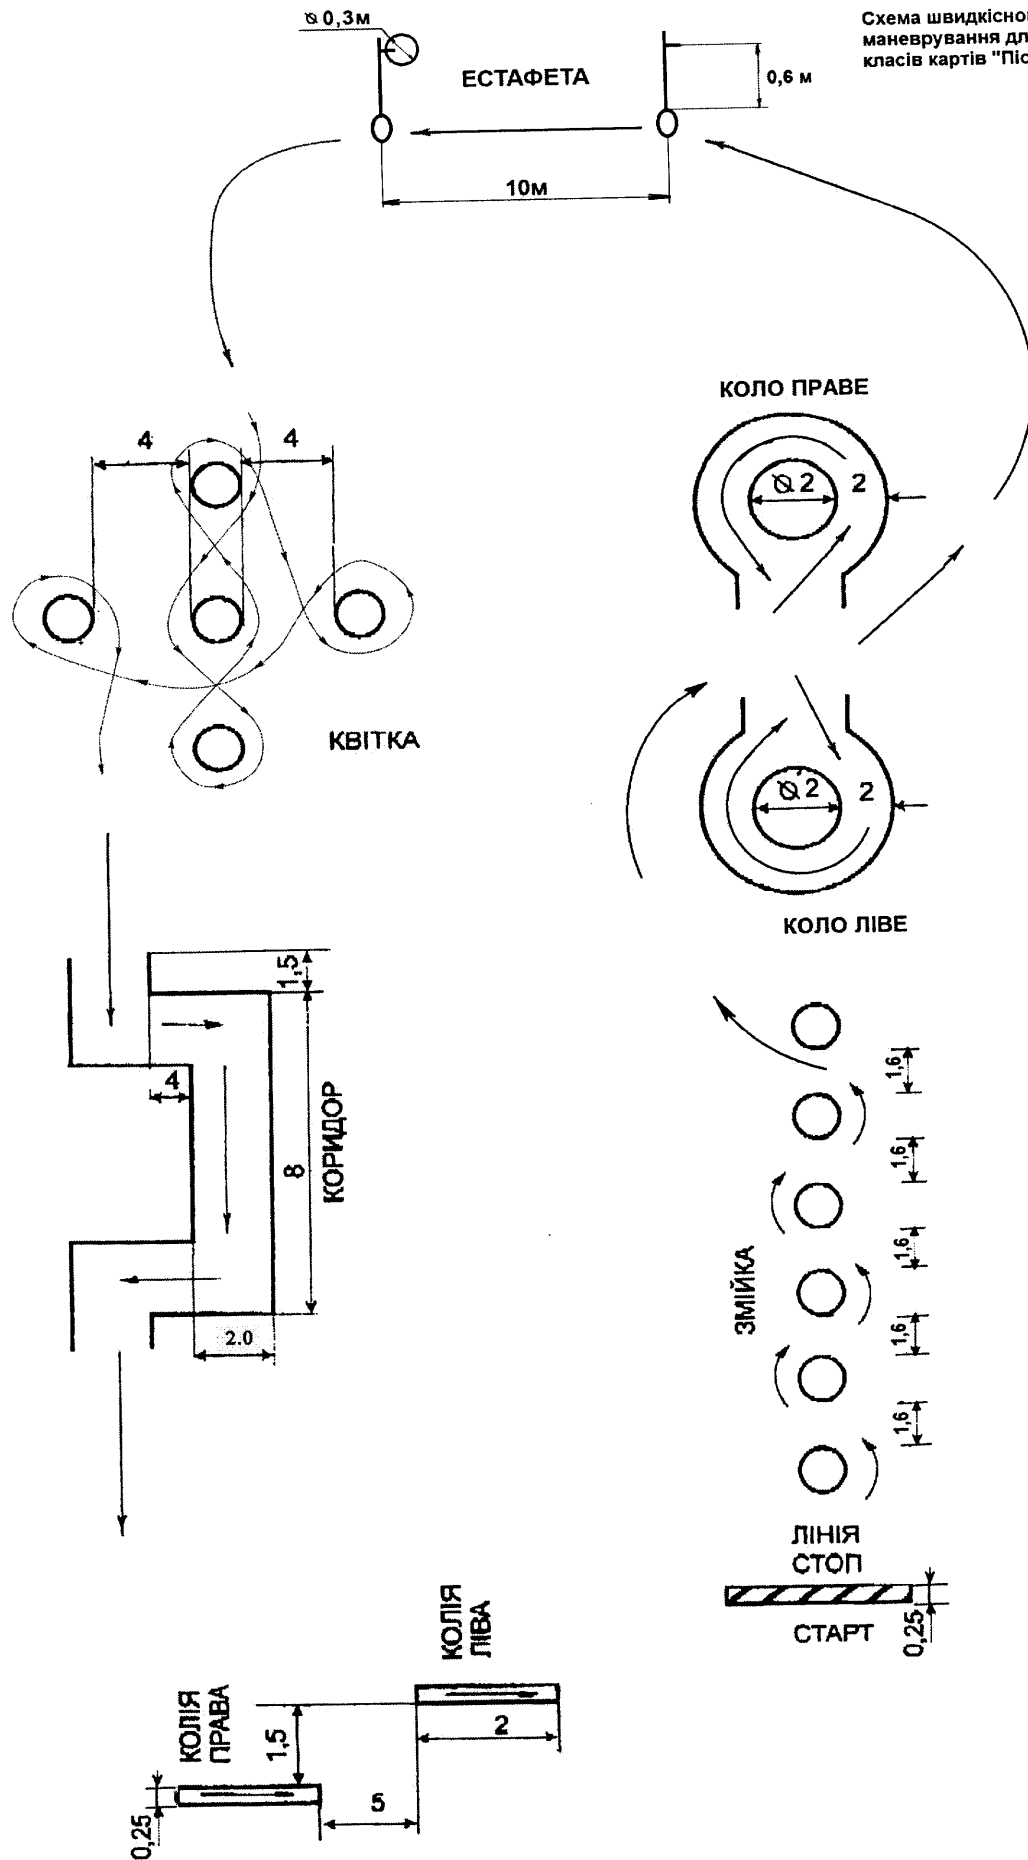 Схема швидкісно
маневрування дл
класів картів "Піо
⌀ 0,3м
ЕСТАФЕТА
0,6 м
10м
КОЛО ПРАВЕ
4
4
⌀ 2
2
КВІТКА
⌀ 2
2
КОЛО ЛІВЕ
1,5
4
8
КОРИДОР
2.0
1,6
1,6
1,6
1,6
1,6
ЗМІЙКА
ЛІНІЯ
СТОП
СТАРТ
0,25
КОЛІЯ
ЛІВА
2
КОЛІЯ
ПРАВА
1,5
5
0,25